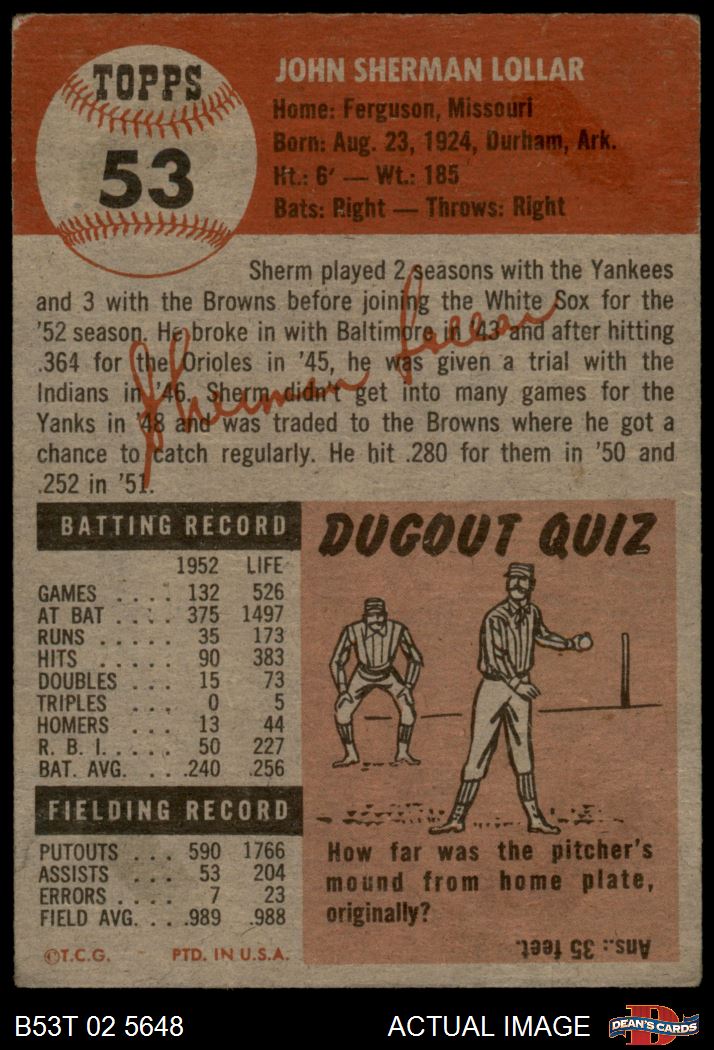 TOPPS
53
JOHN SHERMAN LOLLAR
Home: Ferguson, Missouri
Born: Aug. 23, 1924, Durham, Ark.
Ht.: 6' — Wt.: 185
Bats: Right — Throws: Right
Sherm played 2 seasons with the Yankees
and 3 with the Browns before joining the White Sox for the
'52 season. He broke in with Baltimore in '43 and after hitting
.364 for the Orioles in '45, he was given a trial with the
Indians in '46. Sherm didn't get into many games for the
Yanks in '48 and was traded to the Browns where he got a
chance to catch regularly. He hit .280 for them in '50 and
.252 in '51.
Sherman Lollar
BATTING RECORD
1952 LIFE
GAMES .... 132 526
AT BAT .... 375 1497
RUNS ..... 35 173
HITS ..... 90 383
DOUBLES ... 15 73
TRIPLES ... 0 5
HOMERS ... 13 44
R. B. I. .... 50 227
BAT. AVG. .. .240 .256
FIELDING RECORD
PUTOUTS ... 590 1766
ASSISTS .... 53 204
ERRORS .... 7 23
FIELD AVG. .. .989 .988
©T.C.G. PTD. IN U.S.A.
DUGOUT QUIZ
How far was the pitcher's
mound from home plate,
originally?
Ans.: 35 feet.
B53T 02 5648
ACTUAL IMAGE
DEAN'S CARDS